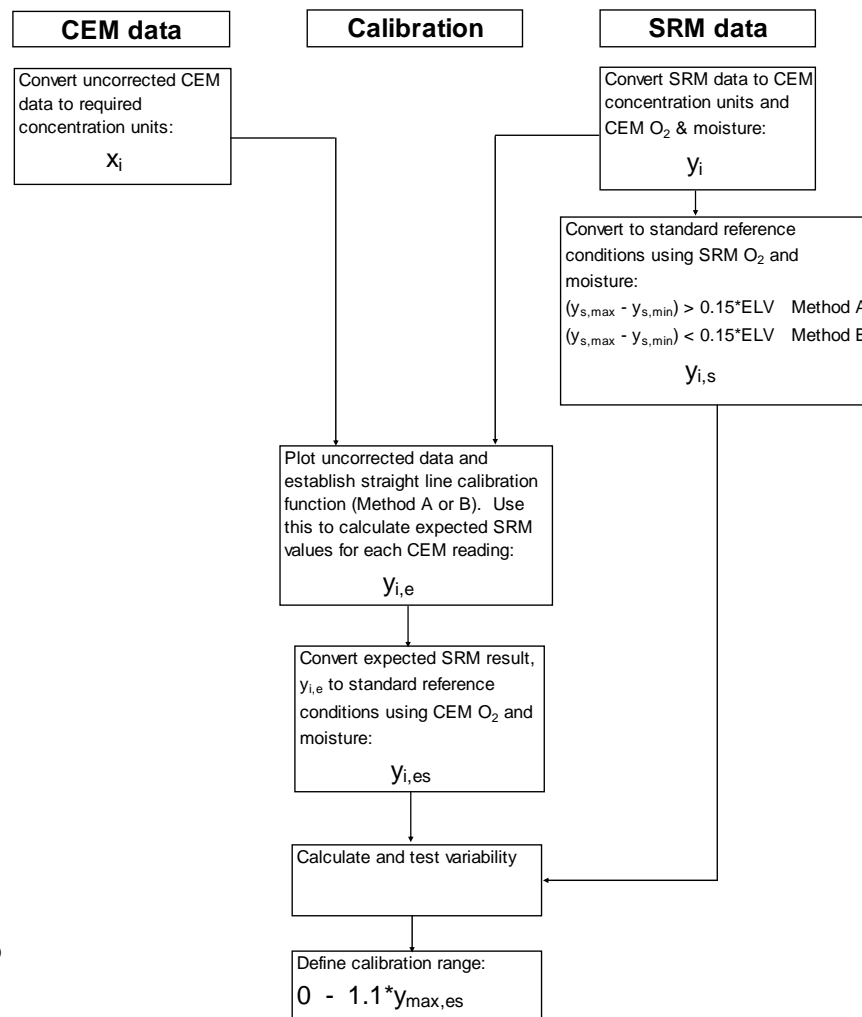 CEM data
Calibration
SRM data
Convert uncorrected CEM
data to required
concentration units:
xᵢ
Convert SRM data to CEM
concentration units and
CEM O₂ & moisture:
yᵢ
Convert to standard reference
conditions using SRM O₂ and
moisture:
(yₛ,ₘₐₓ - yₛ,ₘᵢₙ) > 0.15*ELV Method A
(yₛ,ₘₐₓ - yₛ,ₘᵢₙ) < 0.15*ELV Method B
yᵢ,ₛ
Plot uncorrected data and
establish straight line calibration
function (Method A or B). Use
this to calculate expected SRM
values for each CEM reading:
yᵢ,ₑ
Convert expected SRM result,
yᵢ,ₑ to standard reference
conditions using CEM O₂ and
moisture:
yᵢ,ₑₛ
Calculate and test variability
Define calibration range:
0 - 1.1*yₘₐₓ,ₑₛ